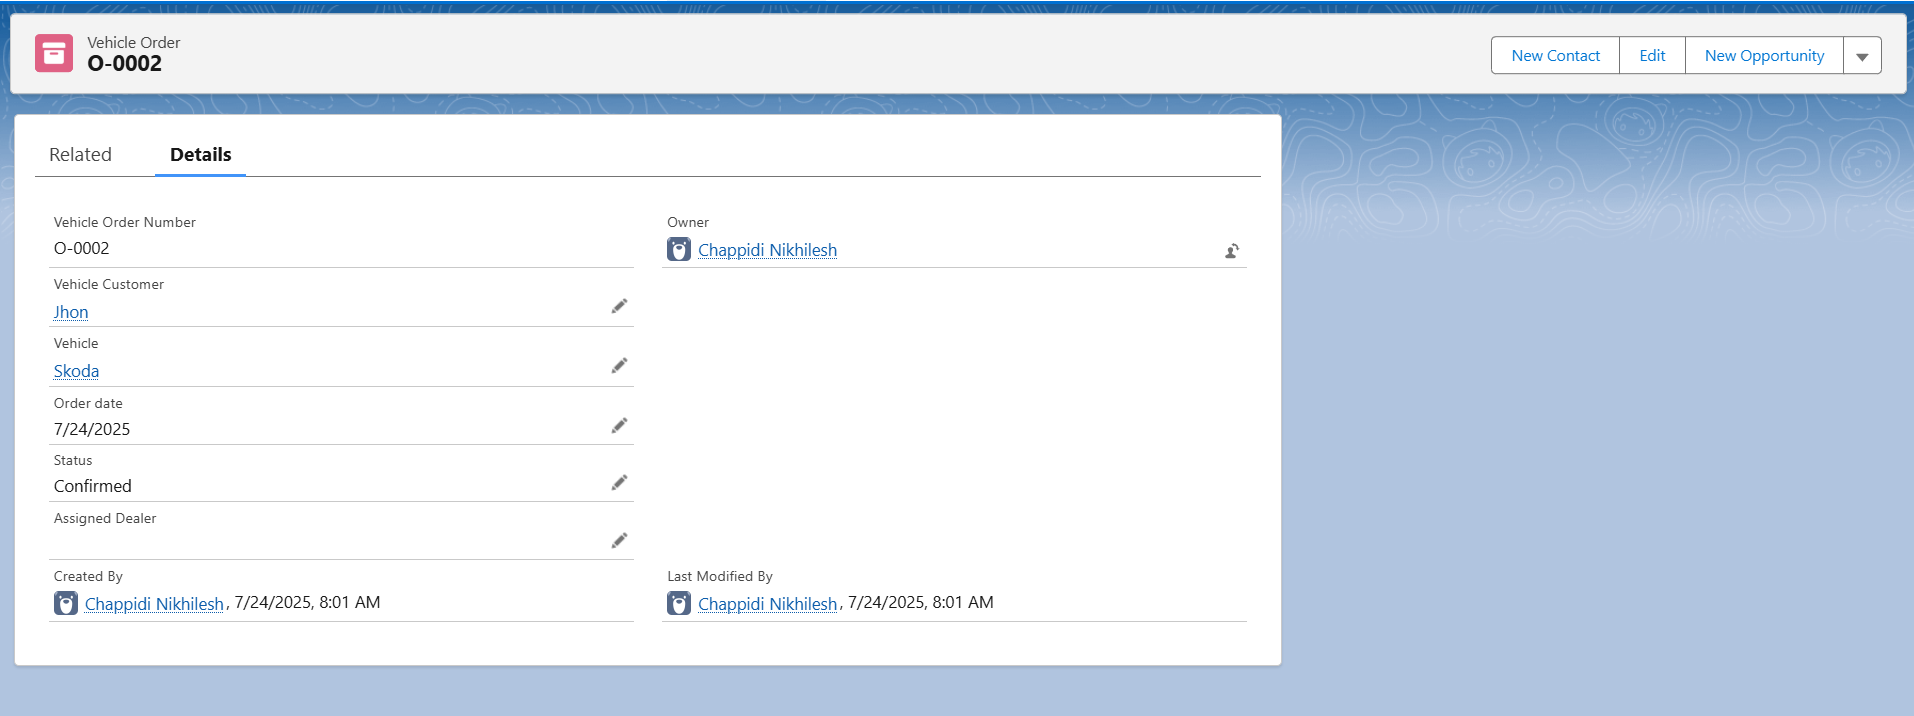 Vehicle Order
O-0002
New Contact
Edit
New Opportunity
Related
Details
Vehicle Order Number
O-0002
Owner
Chappidi Nikhilesh
Vehicle Customer
Jhon
Vehicle
Skoda
Order date
7/24/2025
Status
Confirmed
Assigned Dealer
Created By
Chappidi Nikhilesh, 7/24/2025, 8:01 AM
Last Modified By
Chappidi Nikhilesh, 7/24/2025, 8:01 AM